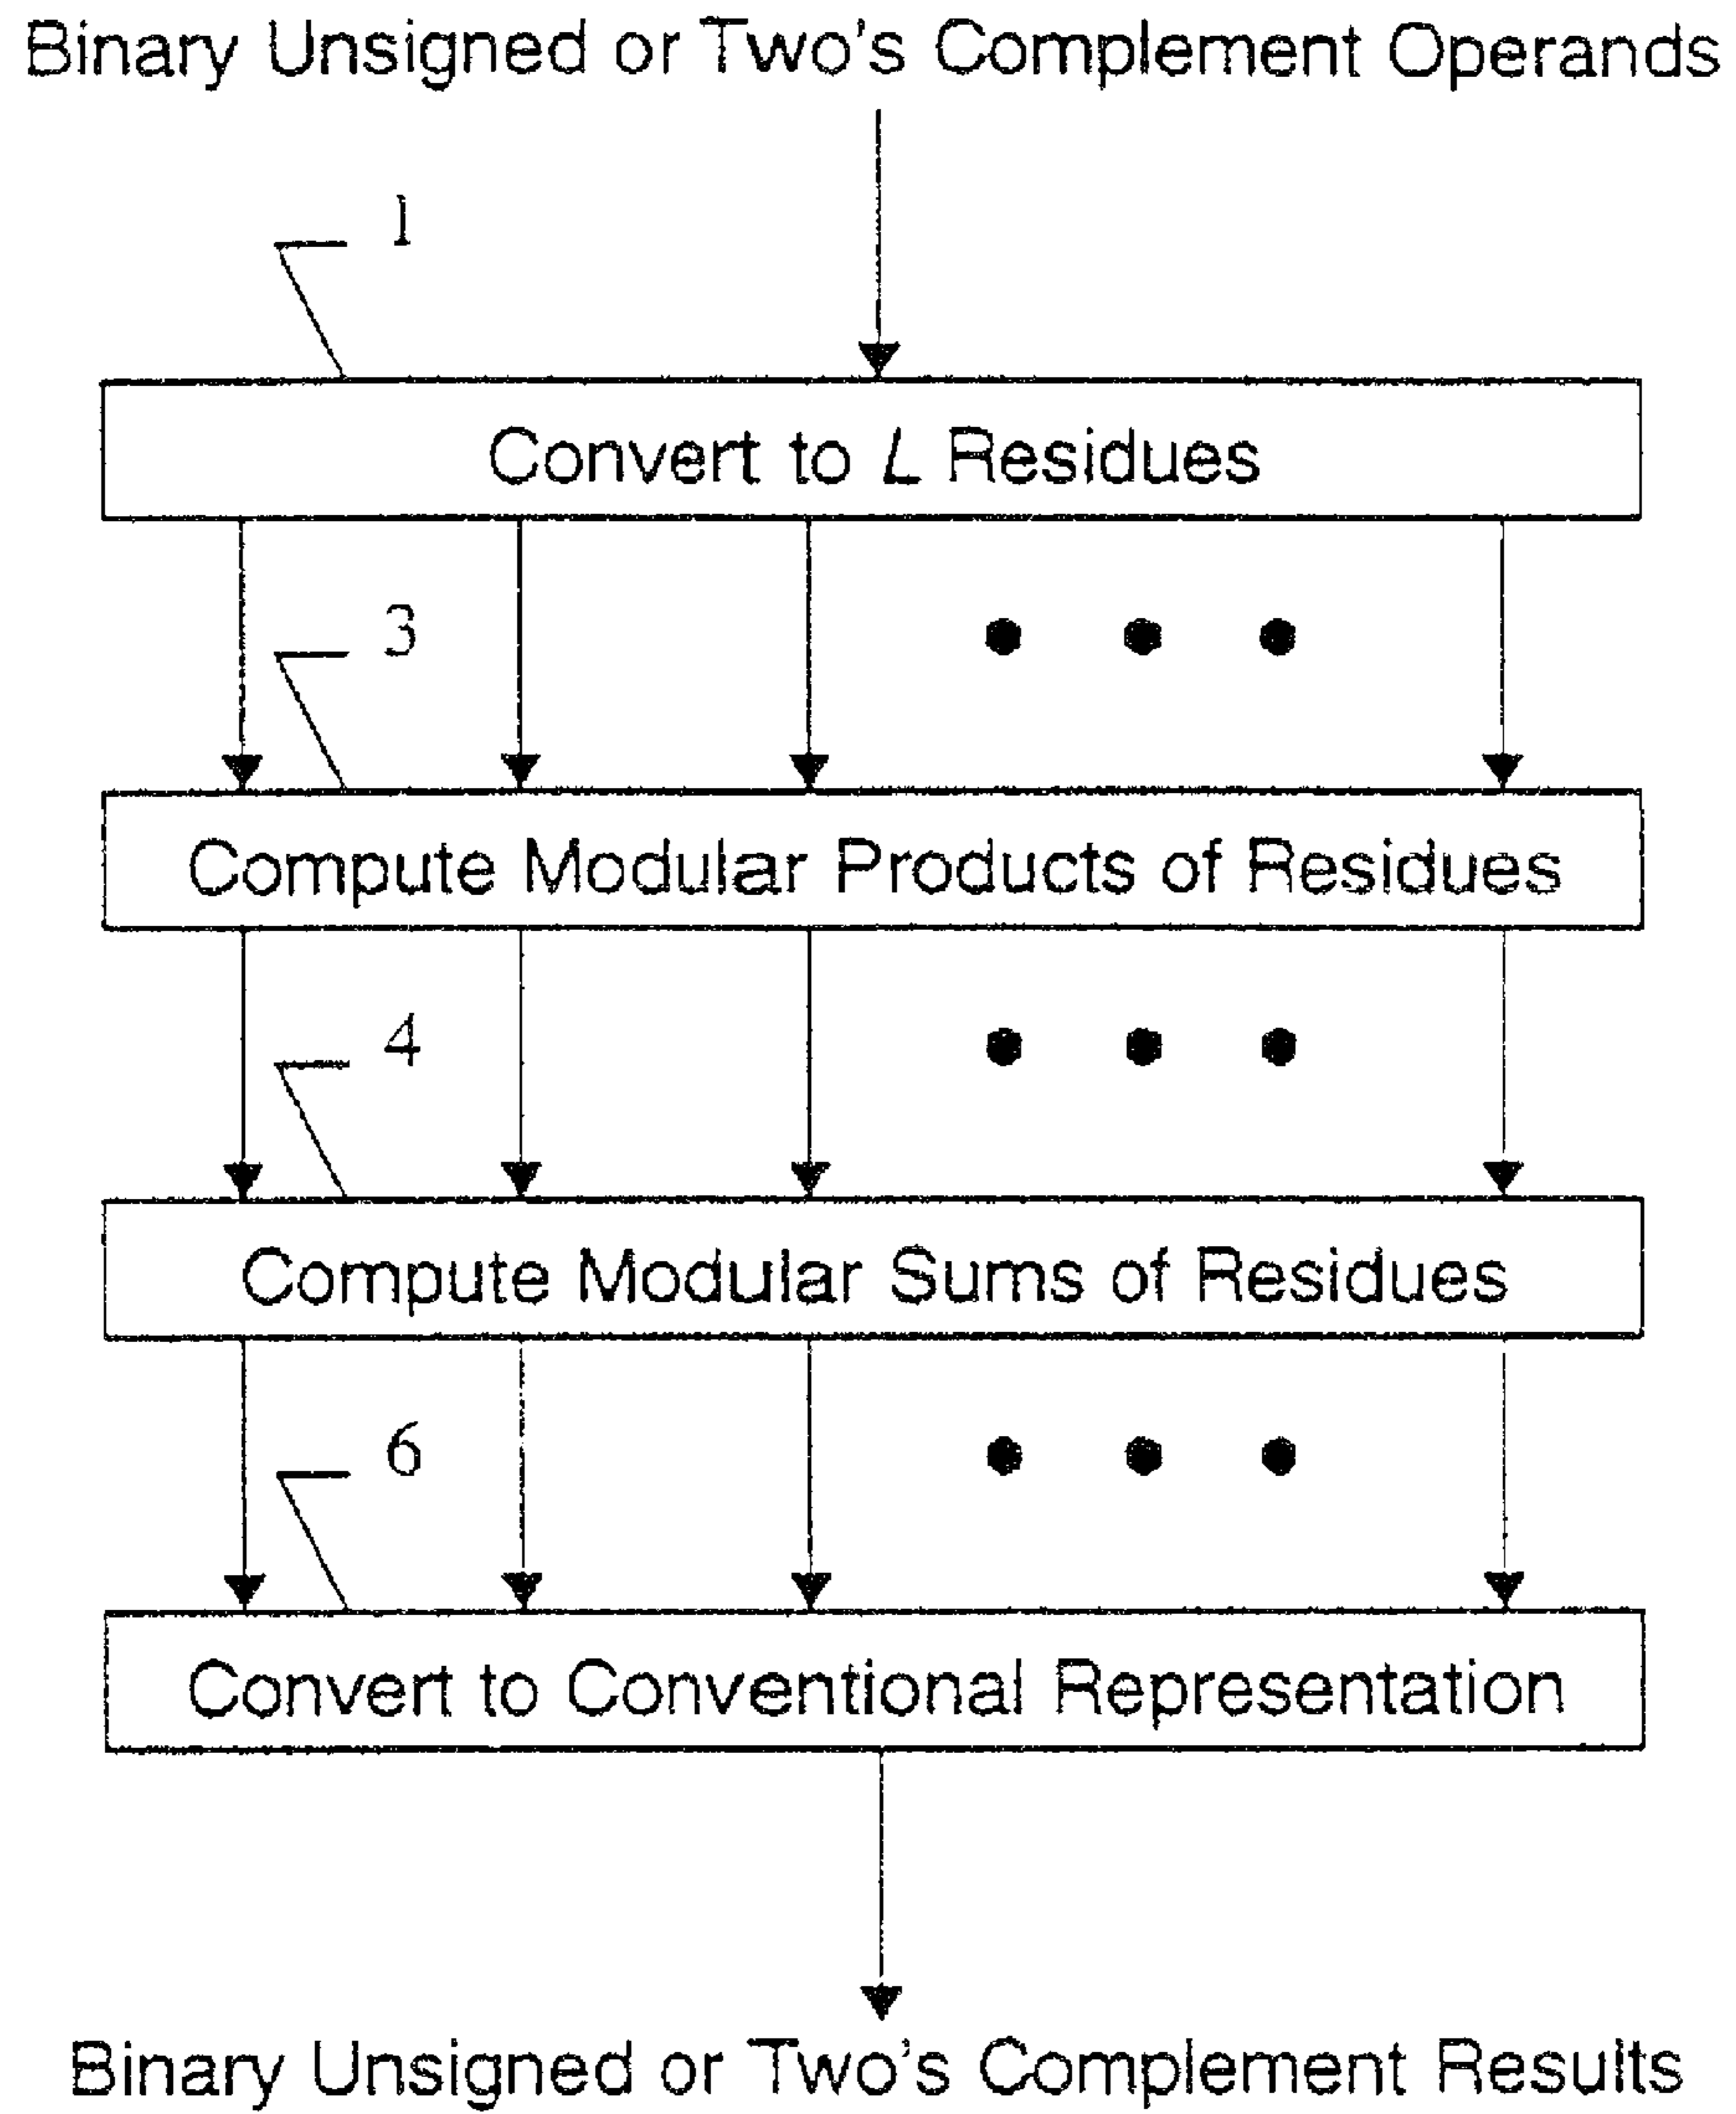 Binary Unsigned or Two's Complement Operands
1
Convert to L Residues
3
Compute Modular Products of Residues
4
Compute Modular Sums of Residues
6
Convert to Conventional Representation
Binary Unsigned or Two's Complement Results